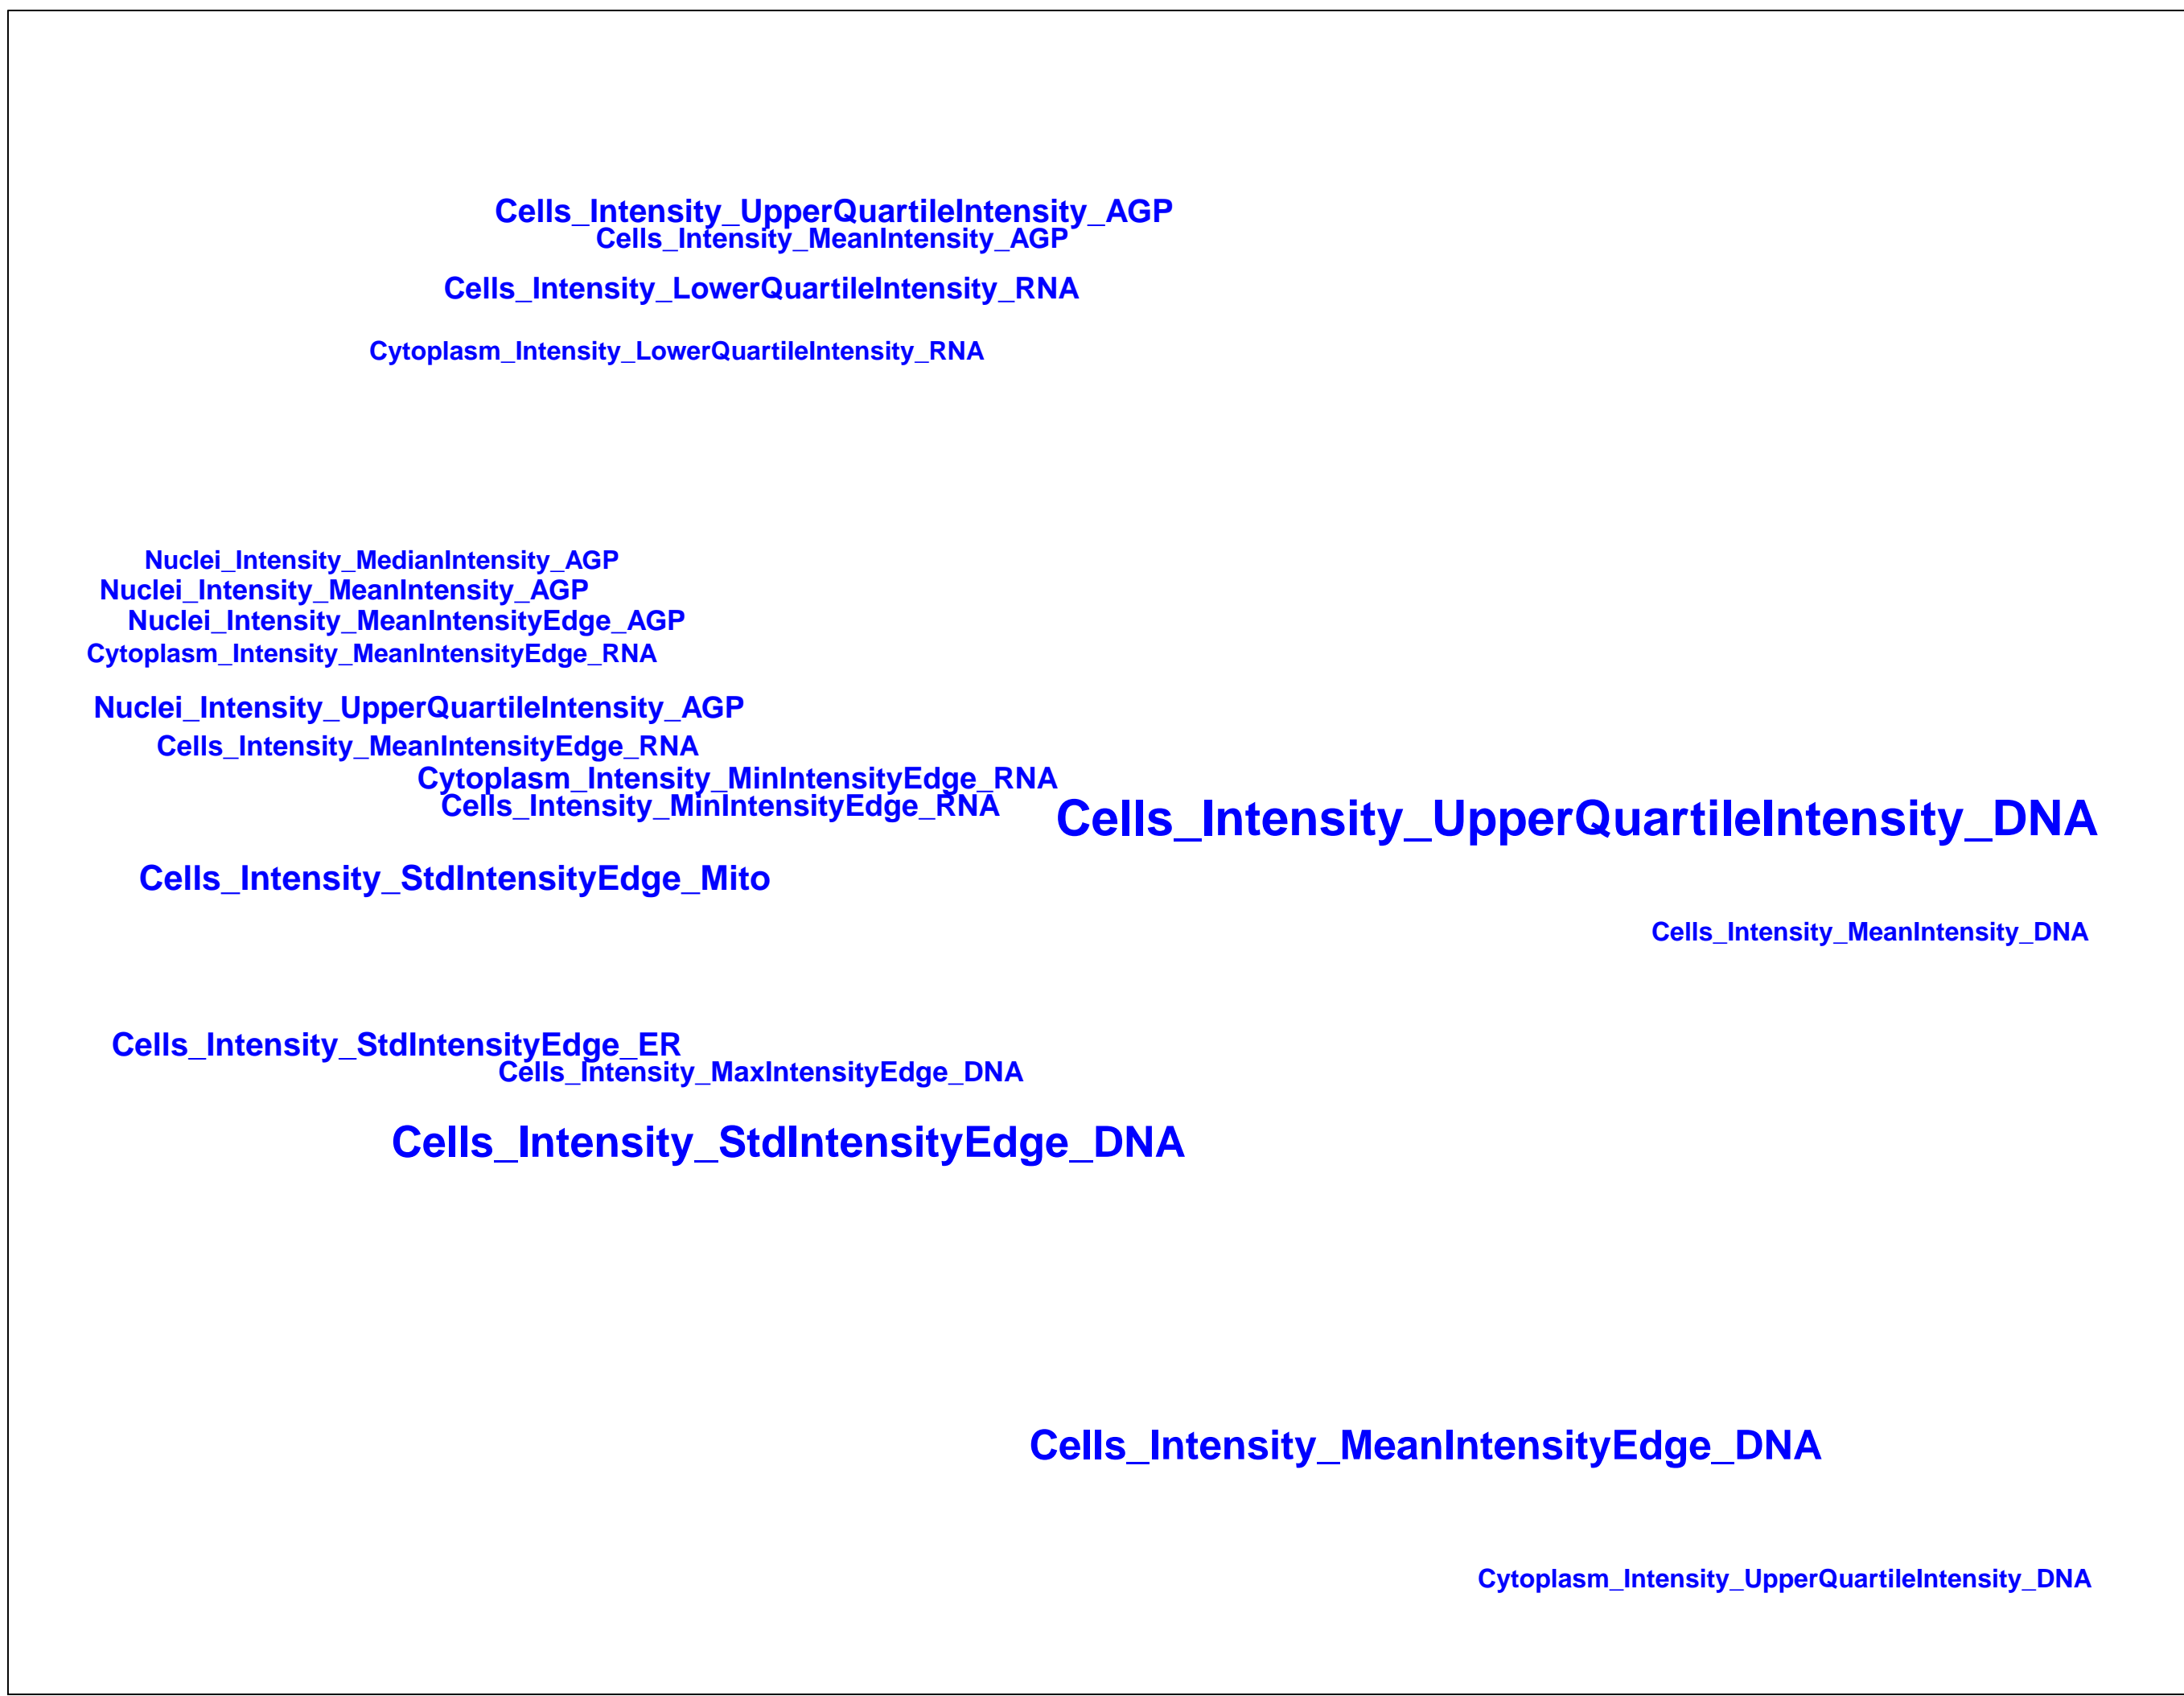 Cells_Intensity_UpperQuartileIntensity_AGP
Cells_Intensity_MeanIntensity_AGP
Cells_Intensity_LowerQuartileIntensity_RNA
Cytoplasm_Intensity_LowerQuartileIntensity_RNA
Nuclei_Intensity_MedianIntensity_AGP
Nuclei_Intensity_MeanIntensity_AGP
Nuclei_Intensity_MeanIntensityEdge_AGP
Cytoplasm_Intensity_MeanIntensityEdge_RNA
Nuclei_Intensity_UpperQuartileIntensity_AGP
Cells_Intensity_MeanIntensityEdge_RNA
Cytoplasm_Intensity_MinIntensityEdge_RNA
Cells_Intensity_MinIntensityEdge_RNA
Cells_Intensity_UpperQuartileIntensity_DNA
Cells_Intensity_StdIntensityEdge_Mito
Cells_Intensity_MeanIntensity_DNA
Cells_Intensity_StdIntensityEdge_ER
Cells_Intensity_MaxIntensityEdge_DNA
Cells_Intensity_StdIntensityEdge_DNA
Cells_Intensity_MeanIntensityEdge_DNA
Cytoplasm_Intensity_UpperQuartileIntensity_DNA